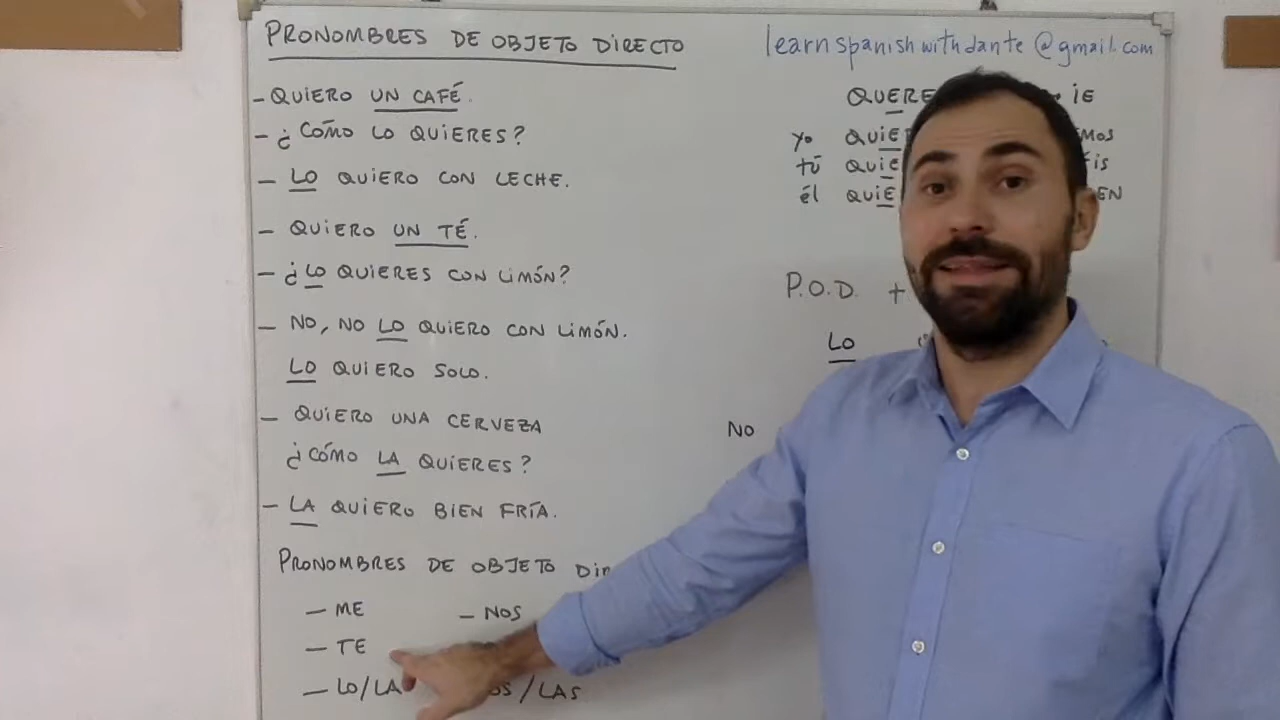 PRONOMBRES DE OBJETO DIRECTO
– QUIERO UN CAFÉ.
– ¿CÓMO LO QUIERES?
– LO QUIERO CON LECHE.
– QUIERO UN TÉ.
– ¿LO QUIERES CON LIMÓN?
– NO, NO LO QUIERO CON LIMÓN.
LO QUIERO SOLO.
– QUIERO UNA CERVEZA
¿CÓMO LA QUIERES?
– LA QUIERO BIEN FRÍA.
PRONOMBRES DE OBJETO
– ME – NOS
– TE
– LO/LA /LAS
learnspanishwithdante@gmail.com
IE
yo
tú
él
P.O.D. +
LO
NO